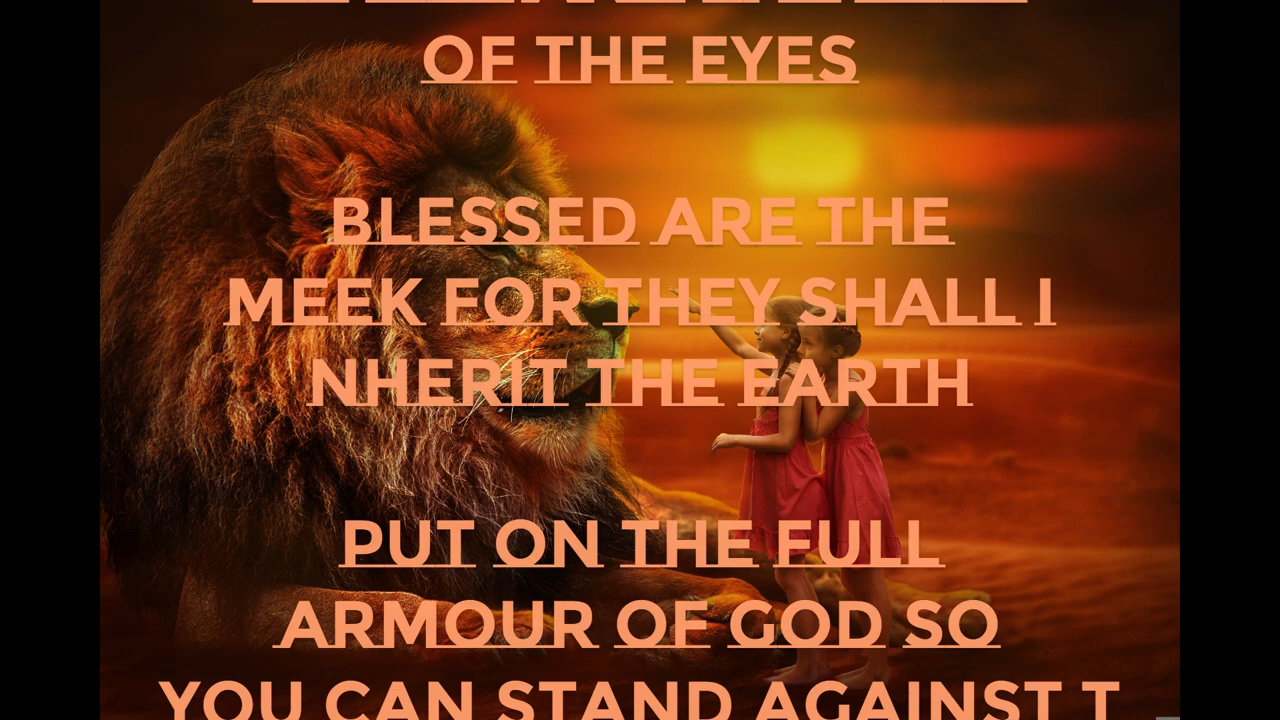 OF THE EYES
BLESSED ARE THE
MEEK FOR THEY SHALL I
NHERIT THE EARTH
PUT ON THE FULL
ARMOUR OF GOD SO
YOU CAN STAND AGAINST T